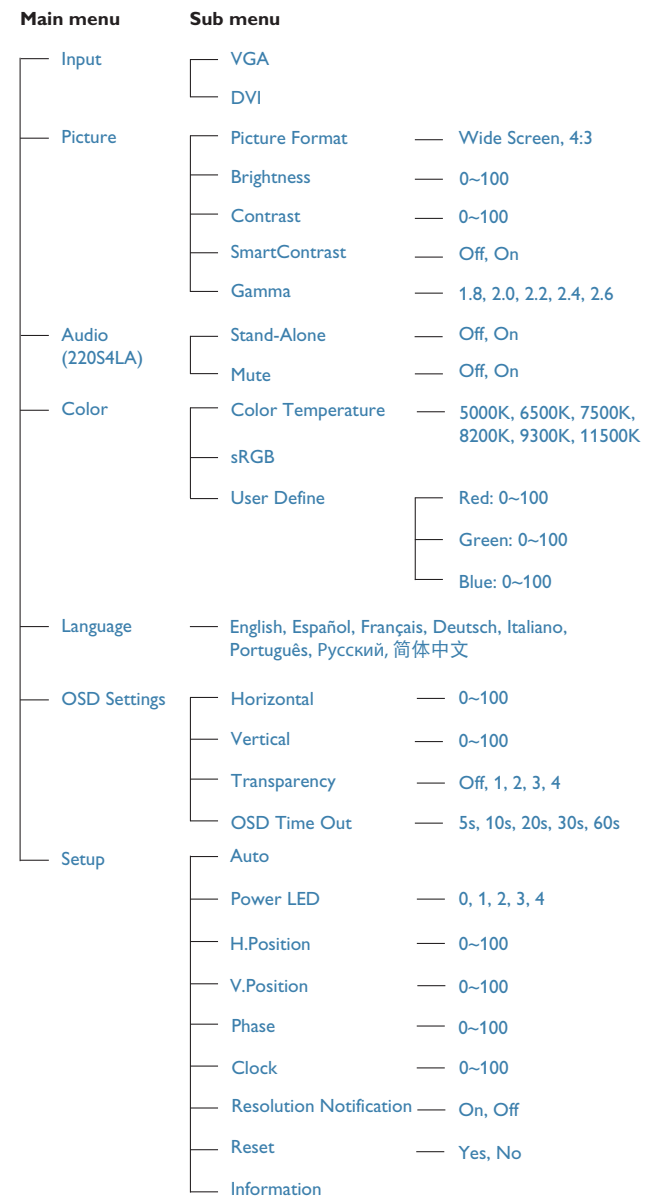 Main menu Sub menu
Input VGA
DVI
Picture Picture Format Wide Screen, 4:3
Brightness 0~100
Contrast 0~100
SmartContrast Off, On
Gamma 1.8, 2.0, 2.2, 2.4, 2.6
Audio Stand-Alone Off, On
(220S4LA)
Mute Off, On
Color Color Temperature 5000K, 6500K, 7500K,
8200K, 9300K, 11500K
sRGB
User Define Red: 0~100
Green: 0~100
Blue: 0~100
Language English, Español, Français, Deutsch, Italiano,
Português, Русский, 简体中文
OSD Settings Horizontal 0~100
Vertical 0~100
Transparency Off, 1, 2, 3, 4
OSD Time Out 5s, 10s, 20s, 30s, 60s
Setup Auto
Power LED 0, 1, 2, 3, 4
H.Position 0~100
V.Position 0~100
Phase 0~100
Clock 0~100
Resolution Notification On, Off
Reset Yes, No
Information